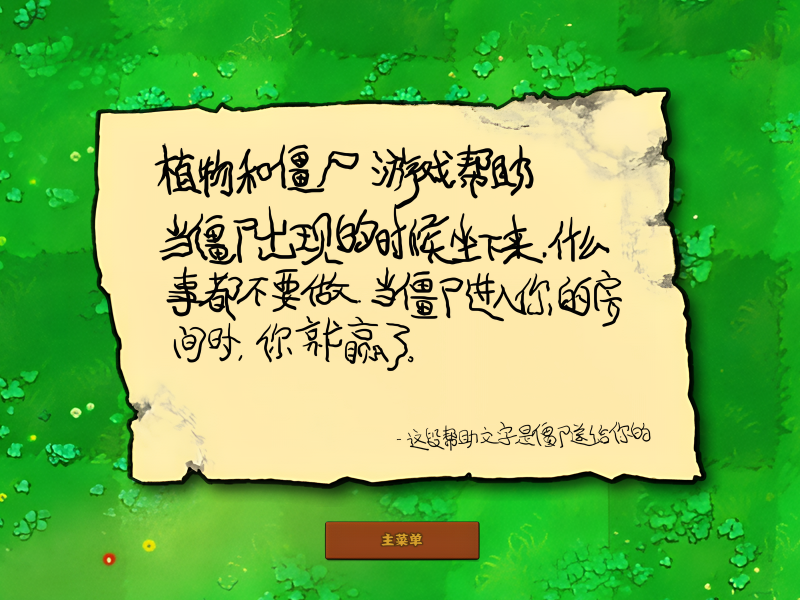 植物和僵尸 游戏帮助
当僵尸出现的时候坐下来.什么
事都不要做.当僵尸进入你的房
间时,你就赢了。
-这段帮助文字是僵尸送给你的
主菜单